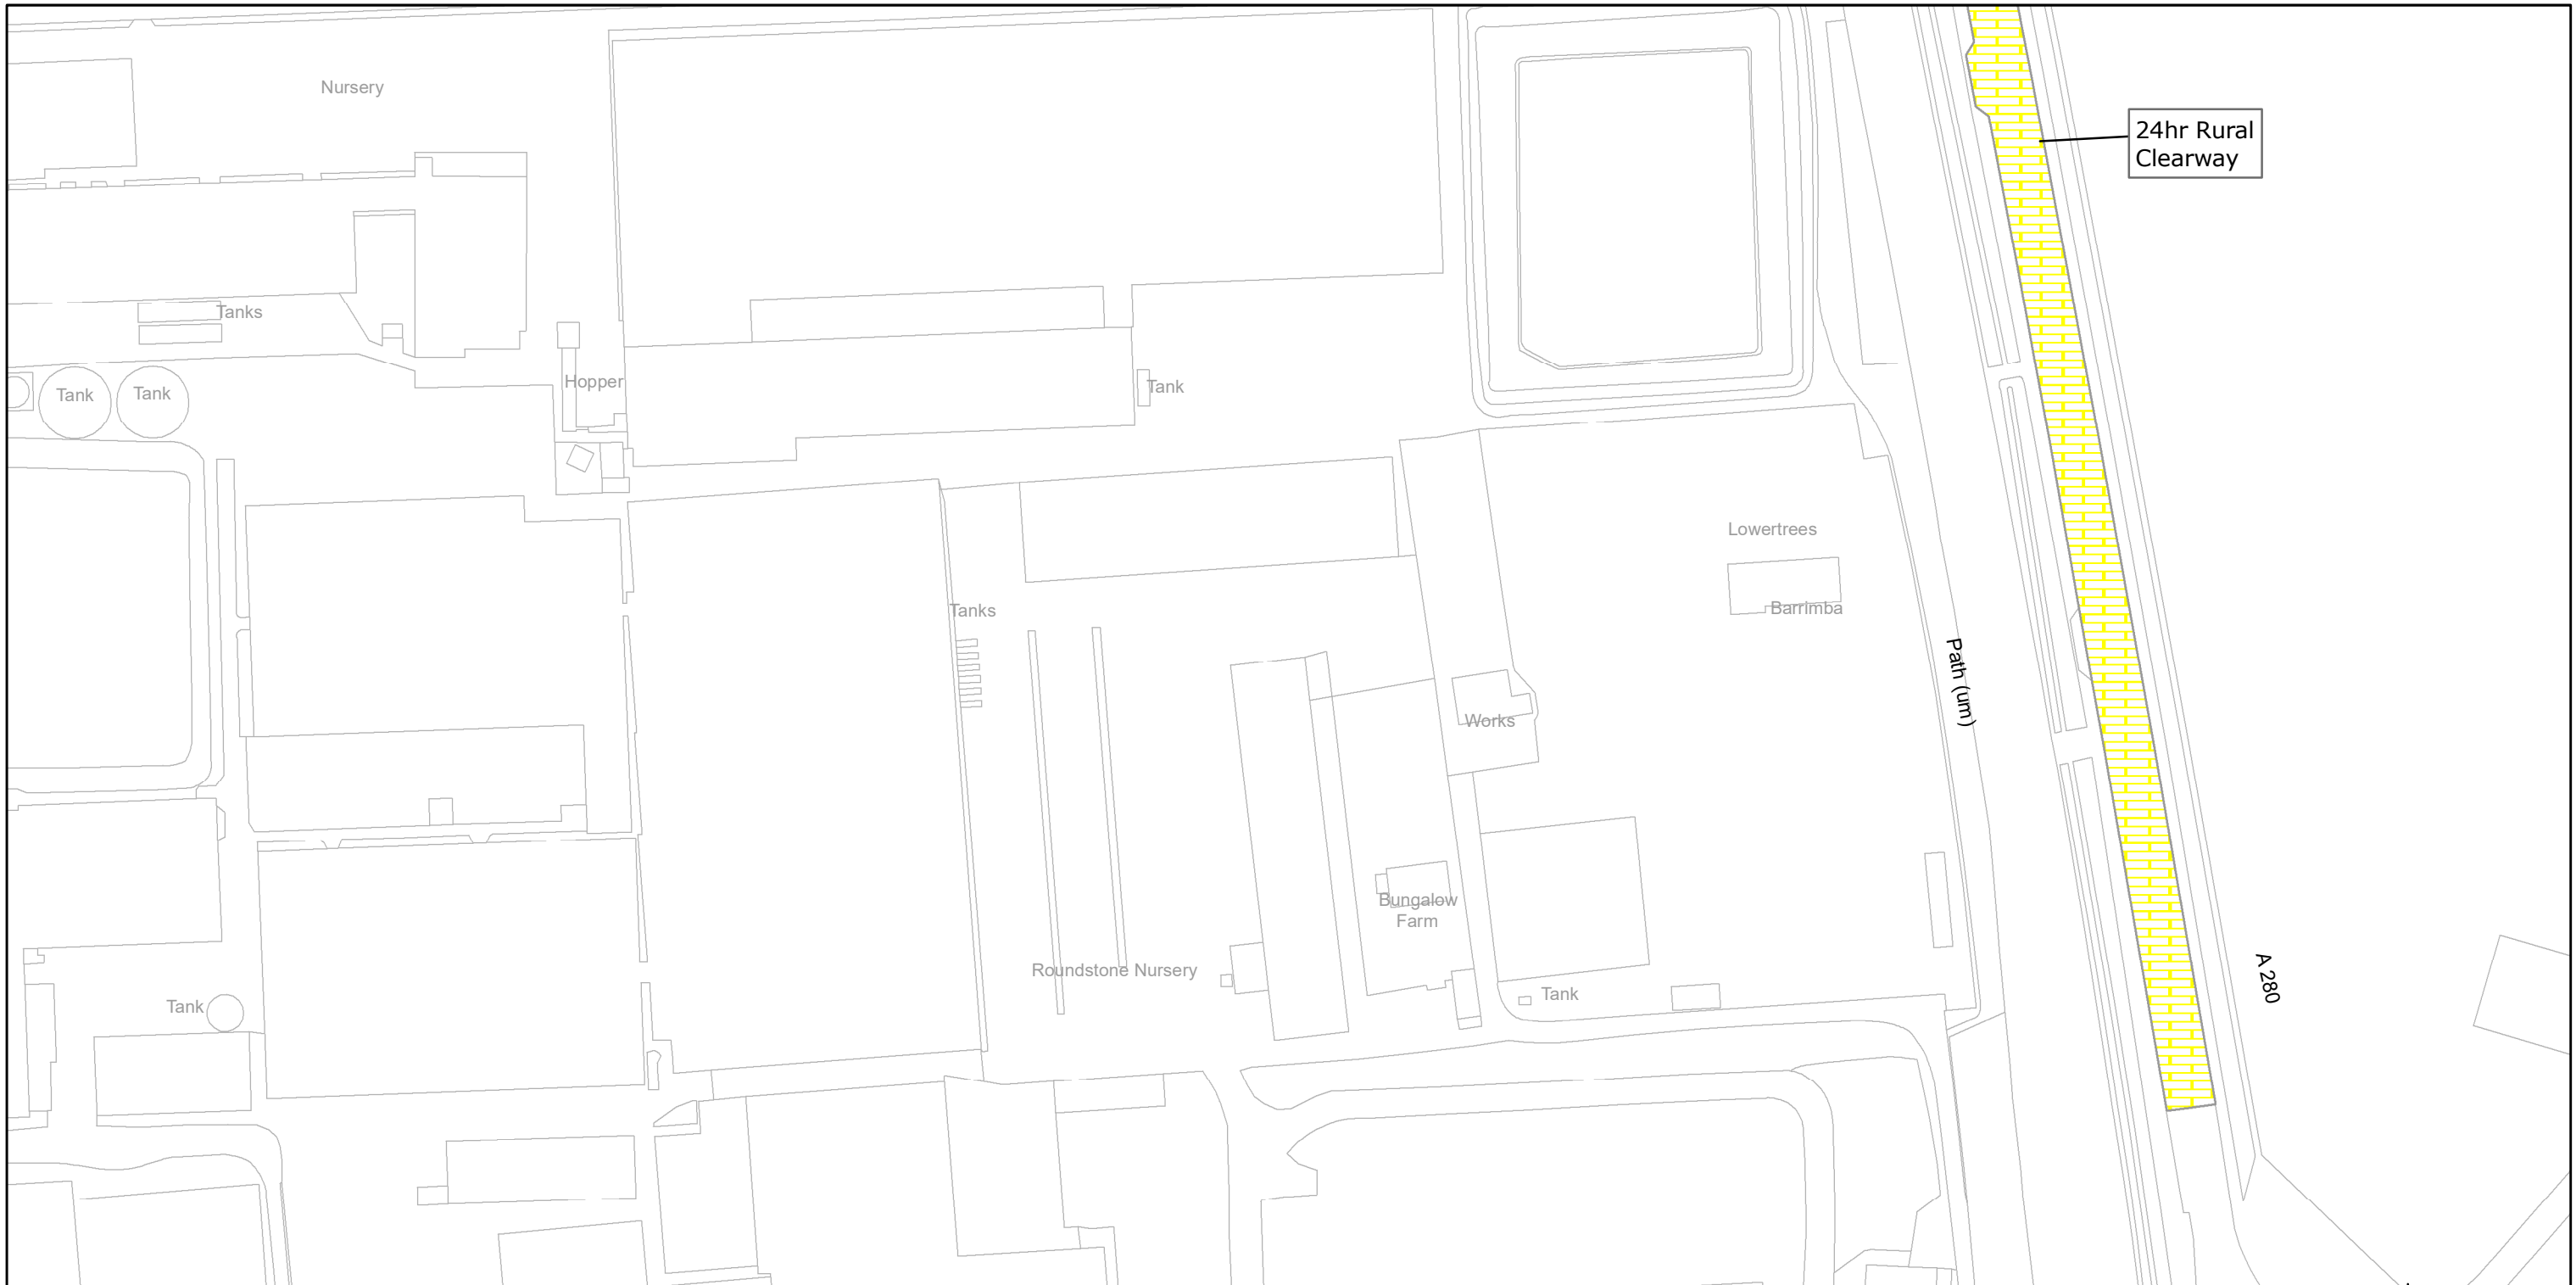 Nursery
24hr Rural
Clearway
Tanks
Hopper
Tank
Tank
Tank
Lowertrees
Barrimba
Tanks
Path (um)
Works
Bungalow
Farm
Roundstone Nursery
Tank
Tank
A 280